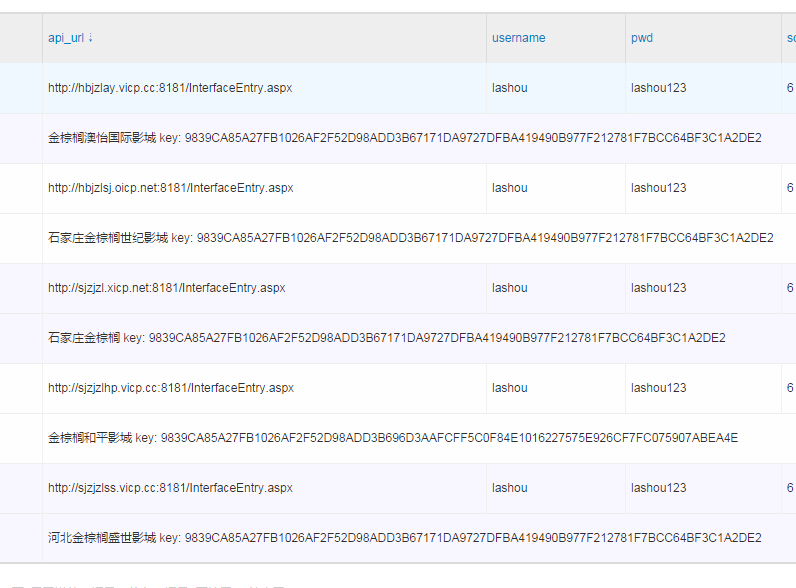 api_url ↓ username pwd
http://hbjzlay.vicp.cc:8181/InterfaceEntry.aspx lashou lashou123 6
金棕榈澳怡国际影城 key: 9839CA85A27FB1026AF2F52D98ADD3B67171DA9727DFBA419490B977F212781F7BCC64BF3C1A2DE2
http://hbjzlsj.oicp.net:8181/InterfaceEntry.aspx lashou lashou123 6
石家庄金棕榈世纪影城 key: 9839CA85A27FB1026AF2F52D98ADD3B67171DA9727DFBA419490B977F212781F7BCC64BF3C1A2DE2
http://sjzjzl.xicp.net:8181/InterfaceEntry.aspx lashou lashou123 6
石家庄金棕榈 key: 9839CA85A27FB1026AF2F52D98ADD3B67171DA9727DFBA419490B977F212781F7BCC64BF3C1A2DE2
http://sjzjzlhp.vicp.cc:8181/InterfaceEntry.aspx lashou lashou123 6
金棕榈和平影城 key: 9839CA85A27FB1026AF2F52D98ADD3B696D3AAFCFF5C0F84E1016227575E926CF7FC075907ABEA4E
http://sjzjzlss.vicp.cc:8181/InterfaceEntry.aspx lashou lashou123 6
河北金棕榈盛世影城 key: 9839CA85A27FB1026AF2F52D98ADD3B67171DA9727DFBA419490B977F212781F7BCC64BF3C1A2DE2